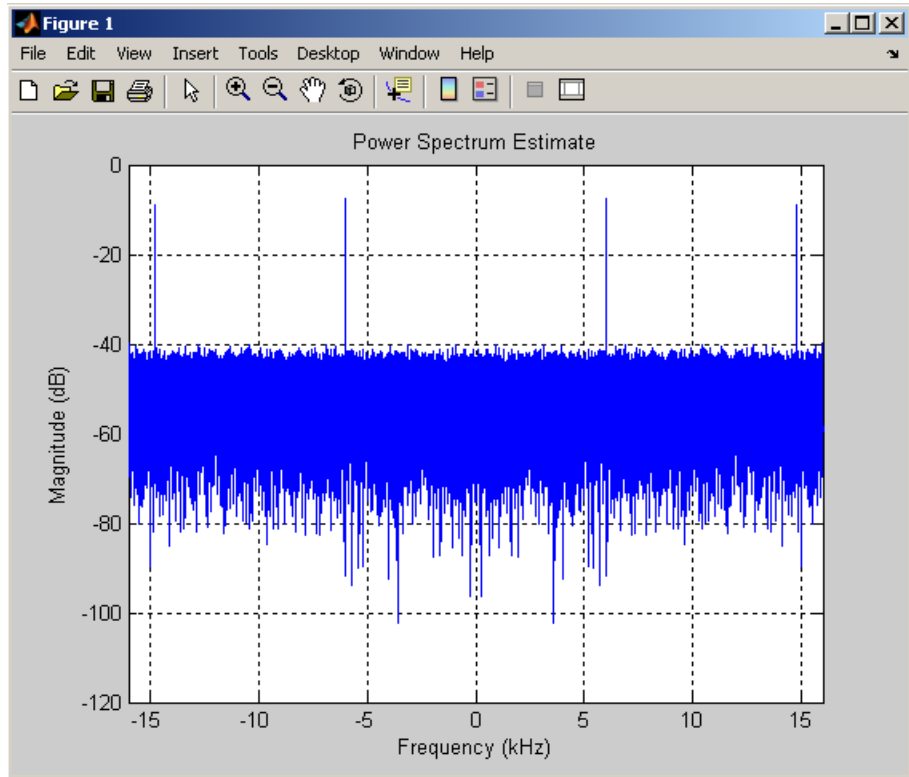 Figure 1
File Edit View Insert Tools Desktop Window Help
Power Spectrum Estimate
0
-20
-40
-60
-80
-100
-120
Magnitude (dB)
-15 -10 -5 0 5 10 15
Frequency (kHz)